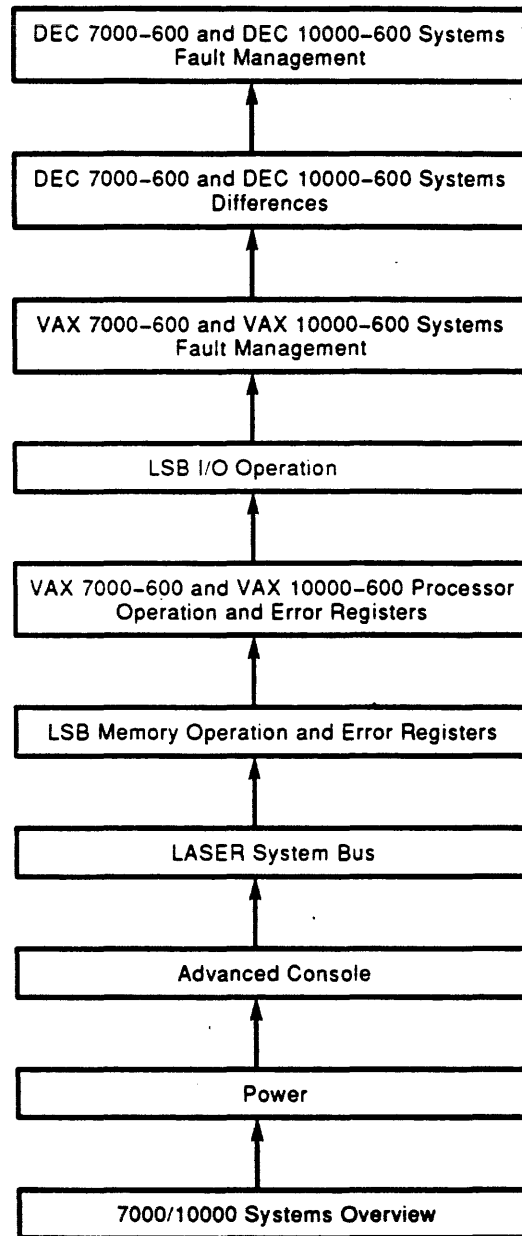 DEC 7000–600 and DEC 10000–600 Systems
Fault Management
DEC 7000–600 and DEC 10000–600 Systems
Differences
VAX 7000–600 and VAX 10000–600 Systems
Fault Management
LSB I/O Operation
VAX 7000–600 and VAX 10000–600 Processor
Operation and Error Registers
LSB Memory Operation and Error Registers
LASER System Bus
Advanced Console
Power
7000/10000 Systems Overview